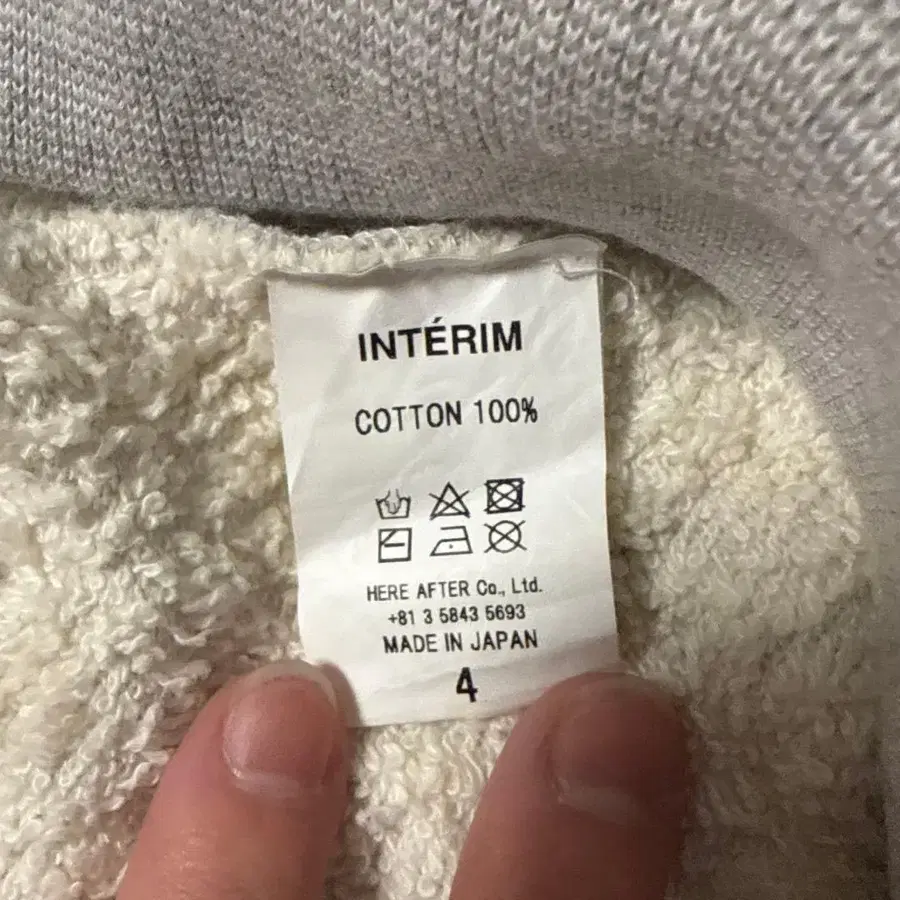 INTÉRIM
COTTON 100%
HERE AFTER Co., Ltd.
+81 3 5843 5693
MADE IN JAPAN
4